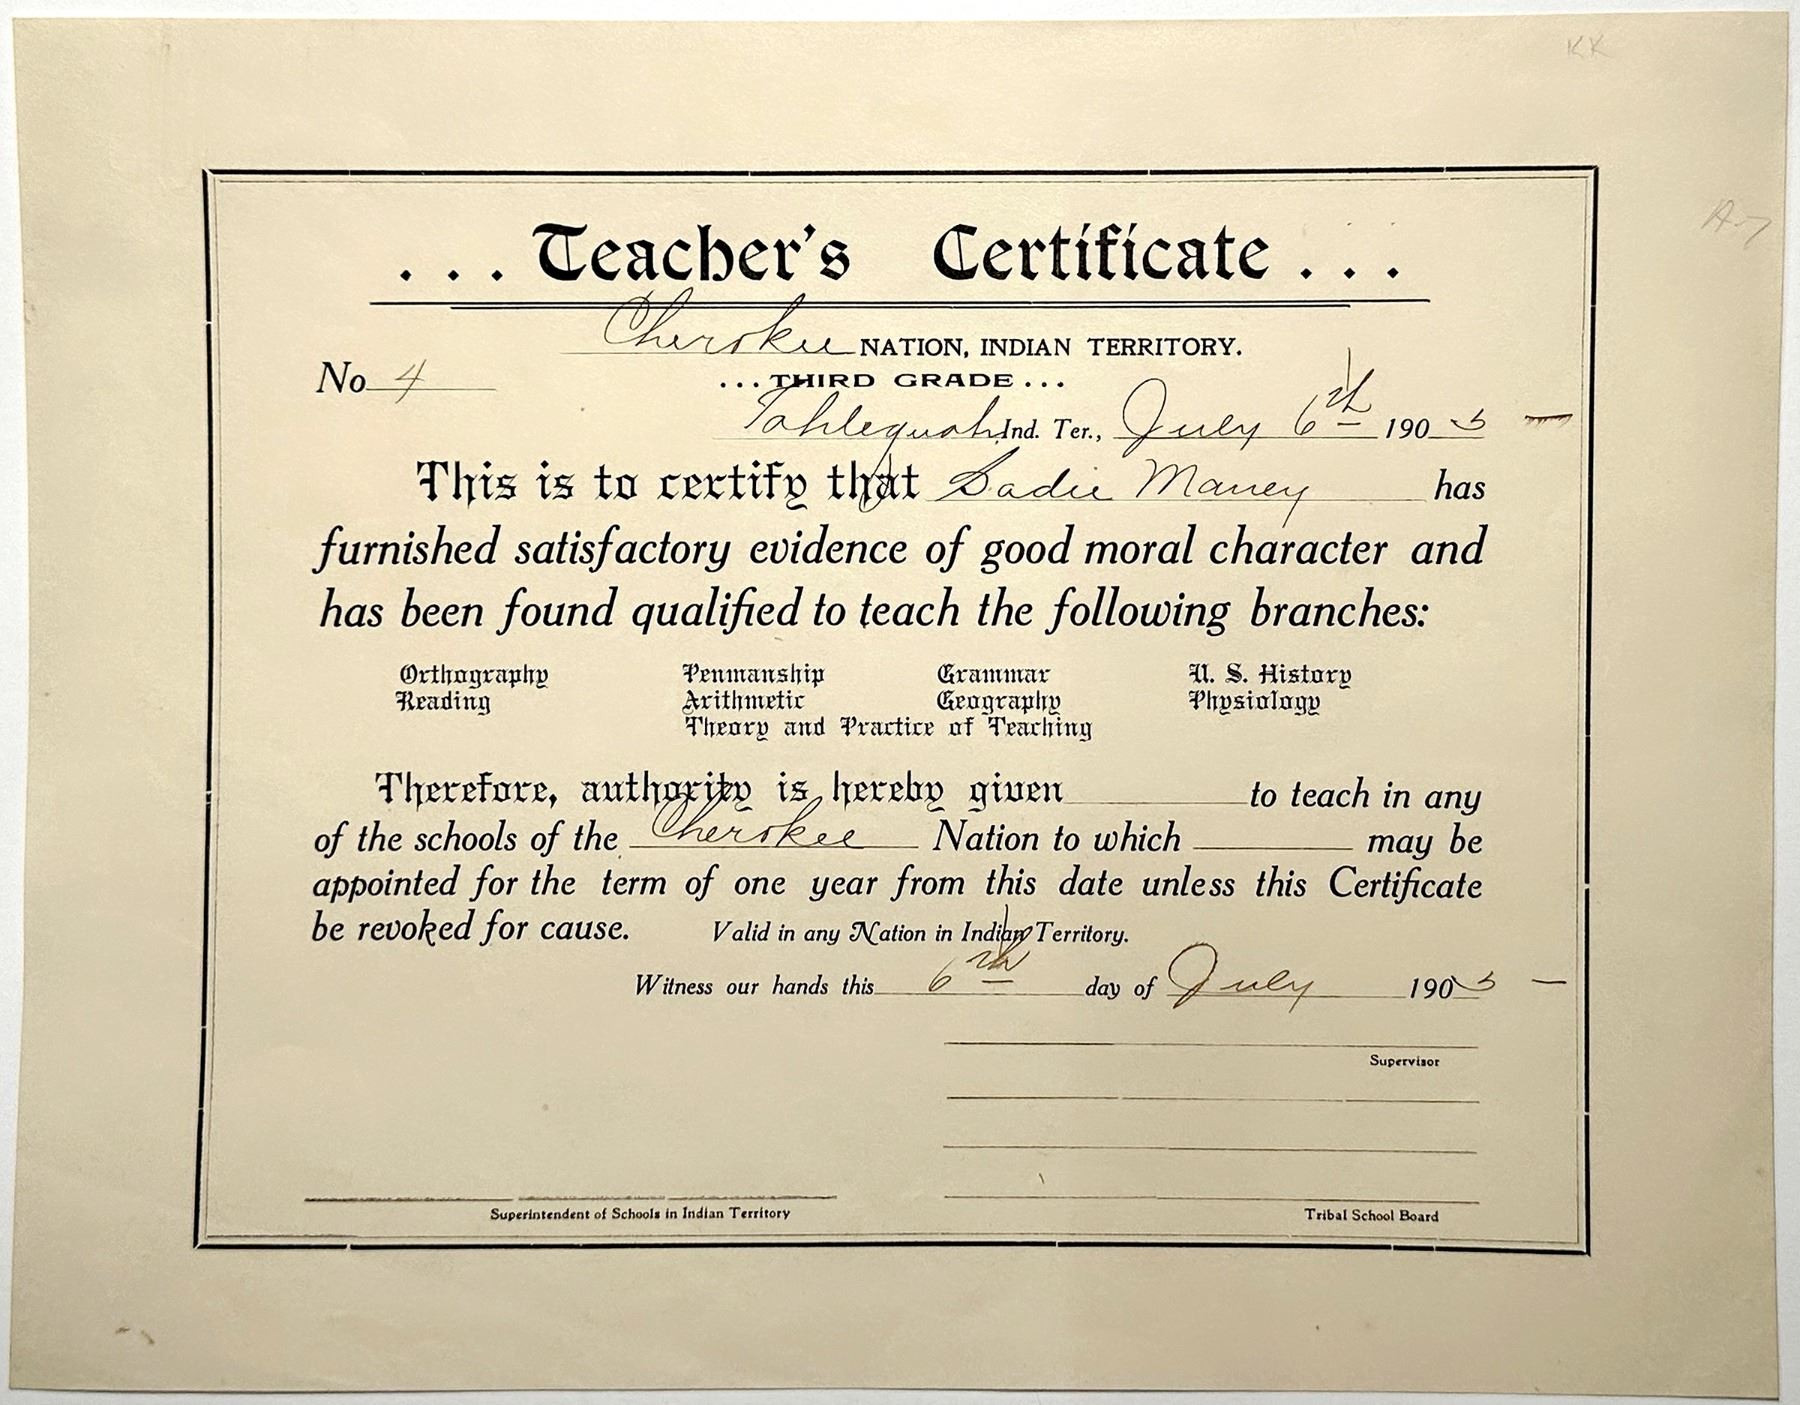 KK
. . . Teacher's Certificate . . .
Cherokee NATION, INDIAN TERRITORY.
No 4 ...THIRD GRADE...
Tahlequah, Ind. Ter., July 6th 1905
This is to certify that Sadie Maney has
furnished satisfactory evidence of good moral character and
has been found qualified to teach the following branches:
Orthography Penmanship Grammar U. S. History
Reading Arithmetic Geography Physiology
Theory and Practice of Teaching
Therefore, authority is hereby given to teach in any
of the schools of the Cherokee Nation to which may be
appointed for the term of one year from this date unless this Certificate
be revoked for cause. Valid in any Nation in Indian Territory.
Witness our hands this 6th day of July 1905
Supervisor
Superintendent of Schools in Indian Territory Tribal School Board